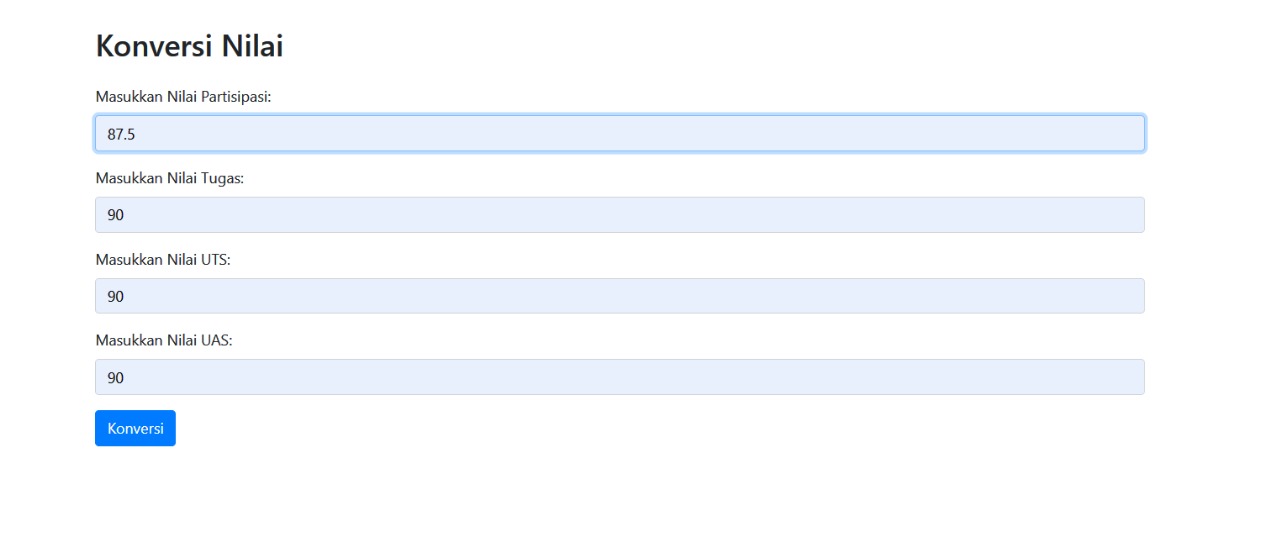 Konversi Nilai
Masukkan Nilai Partisipasi:
87.5
Masukkan Nilai Tugas:
90
Masukkan Nilai UTS:
90
Masukkan Nilai UAS:
90
Konversi